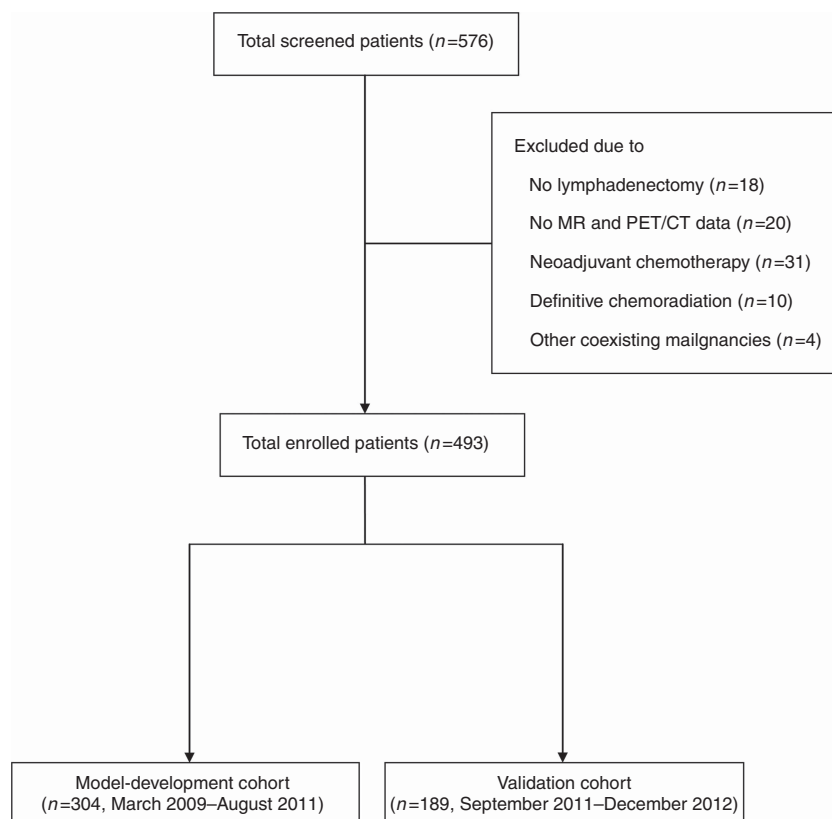 Total screened patients (n=576)
Excluded due to
No lymphadenectomy (n=18)
No MR and PET/CT data (n=20)
Neoadjuvant chemotherapy (n=31)
Definitive chemoradiation (n=10)
Other coexisting mailgnancies (n=4)
Total enrolled patients (n=493)
Model-development cohort
(n=304, March 2009–August 2011)
Validation cohort
(n=189, September 2011–December 2012)